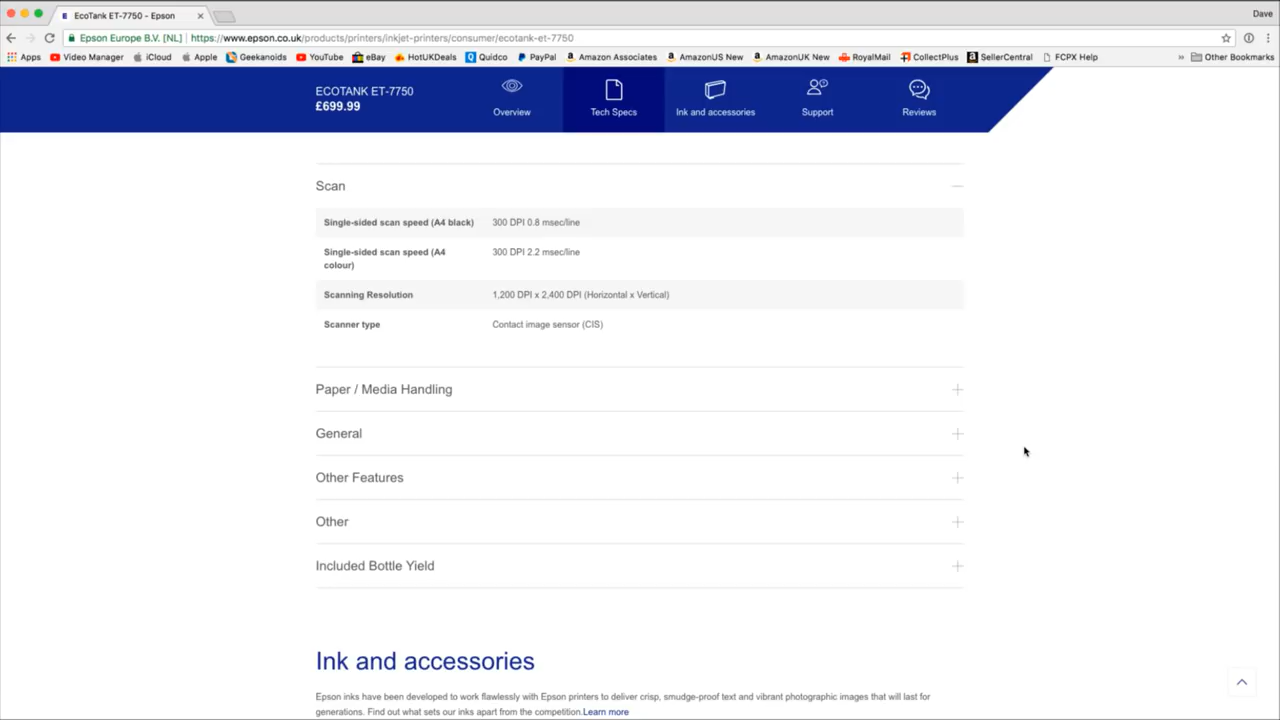 EcoTank ET-7750 - Epson
Dave
Epson Europe B.V. [NL] | https://www.epson.co.uk/products/printers/inkjet-printers/consumer/ecotank-et-7750
Apps Video Manager iCloud Apple Geekanoids YouTube eBay HotUKDeals Quidco PayPal Amazon Associates AmazonUS New AmazonUK New RoyalMail CollectPlus SellerCentral FCPX Help » Other Bookmarks
ECOTANK ET-7750
£699.99
Overview
Tech Specs
Ink and accessories
Support
Reviews
Scan
Single-sided scan speed (A4 black) 300 DPI 0.8 msec/line
Single-sided scan speed (A4 300 DPI 2.2 msec/line
colour)
Scanning Resolution 1,200 DPI x 2,400 DPI (Horizontal x Vertical)
Scanner type Contact image sensor (CIS)
Paper / Media Handling
General
Other Features
Other
Included Bottle Yield
Ink and accessories
Epson inks have been developed to work flawlessly with Epson printers to deliver crisp, smudge-proof text and vibrant photographic images that will last for
generations. Find out what sets our inks apart from the competition.Learn more